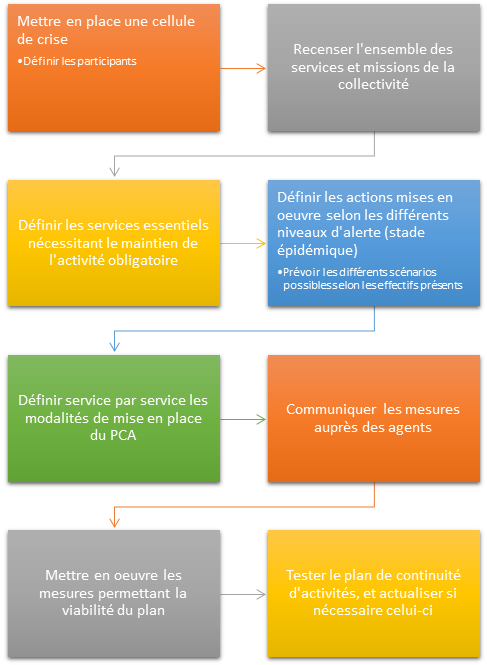 Mettre en place une cellule
de crise
•Définir les participants
Recenser l'ensemble des
services et missions de la
collectivité
Définir les services essentiels
nécessitant le maintien de
l'activité obligatoire
Définir les actions mises en
oeuvre selon les différents
niveaux d'alerte (stade
épidémique)
•Prévoir les différents scénarios
possibles selon les effectifs présents
Définir service par service les
modalités de mise en place
du PCA
Communiquer les mesures
auprès des agents
Mettre en oeuvre les
mesures permettant la
viabilité du plan
Tester le plan de continuité
d'activités, et actualiser si
nécessaire celui-ci